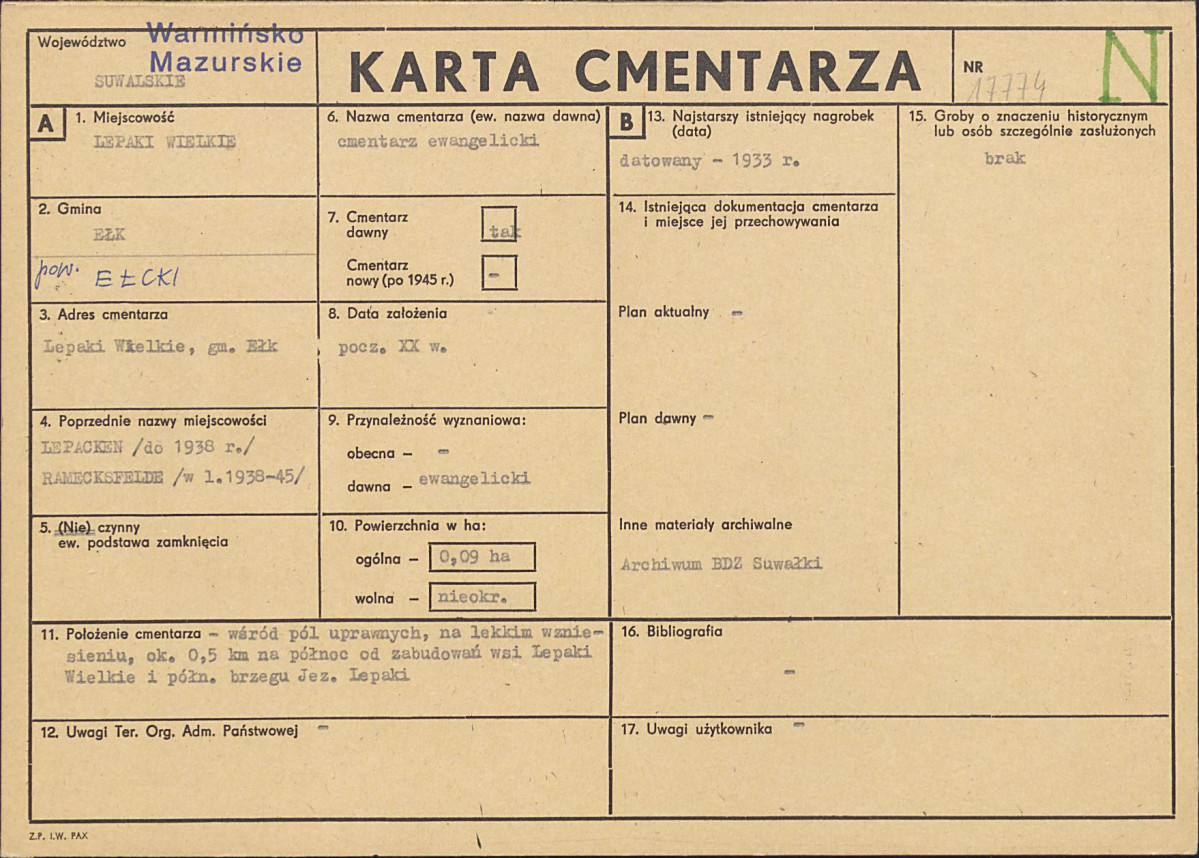 Województwo
Warmińsko
Mazurskie
SUWALSKIE
KARTA CMENTARZA
NR
17774
N
A
1. Miejscowość
LEPAKI WIELKIE
2. Gmina
EŁK
pow. EŁCKI
3. Adres cmentarza
Lepaki Wielkie, gm. Ełk
4. Poprzednie nazwy miejscowości
LEPACKEN /do 1938 r./
RAMECKSFELDE /w l.1938-45/
5. (Nie) czynny
ew. podstawa zamknięcia
6. Nazwa cmentarza (ew. nazwa dawna)
cmentarz ewangelicki
7. Cmentarz
dawny tak
Cmentarz
nowy (po 1945 r.) -
8. Data założenia
pocz. XX w.
9. Przynależność wyznaniowa:
obecna – -
dawna – ewangelicki
10. Powierzchnia w ha:
ogólna – 0,09 ha
wolna – nieokr.
11. Położenie cmentarza - wśród pól uprawnych, na lekkim wznie-
sieniu, ok. 0,5 km na północ od zabudowań wsi Lepaki
Wielkie i półn. brzegu Jez. Lepaki
12. Uwagi Ter. Org. Adm. Państwowej -
B
13. Najstarszy istniejący nagrobek
(data)
datowany - 1933 r.
14. Istniejąca dokumentacja cmentarza
i miejsce jej przechowywania
Plan aktualny -
Plan dawny -
Inne materiały archiwalne
Archiwum BDZ Suwałki
15. Groby o znaczeniu historycznym
lub osób szczególnie zasłużonych
brak
16. Bibliografia
-
17. Uwagi użytkownika -
Z.P. I.W. PAX